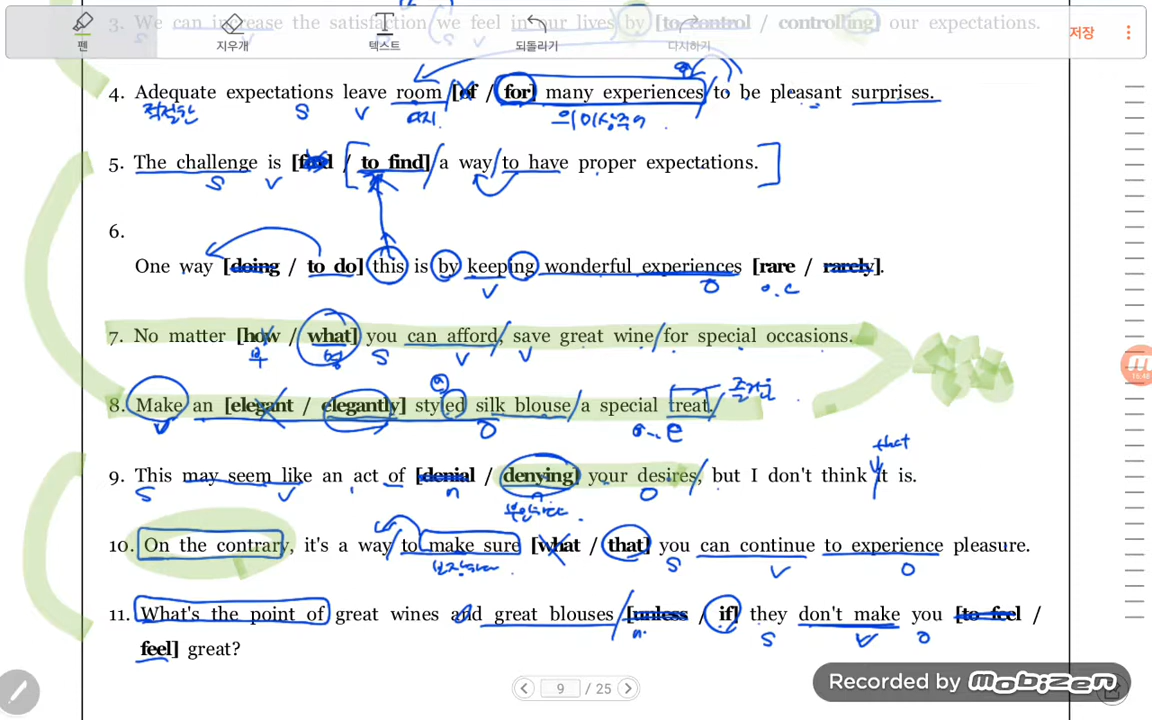 3. We can increase the satisfaction we feel in our lives by [to control / controlling] our expectations.
펜 지우개 텍스트 되돌리기 다시하기 저장
4. Adequate expectations leave room [of / for] many experiences to be pleasant surprises.
적절한 S V 여지
5. The challenge is [find / to find] a way to have proper expectations.
S V
6.
One way [doing / to do] this is by keeping wonderful experiences [rare / rarely].
V O o.c
7. No matter [how / what] you can afford, save great wine for special occasions.
부 명 S V V
8. Make an [elegant / elegantly] styled silk blouse a special treat.
V O
that
9. This may seem like an act of [denial / denying] your desires, but I don't think it is.
S V n O
10. On the contrary, it's a way to make sure [what / that] you can continue to experience pleasure.
S V O
11. What's the point of great wines and great blouses [unless / if] they don't make you [to feel /
S V O
feel] great?
9 / 25
Recorded by mobizen